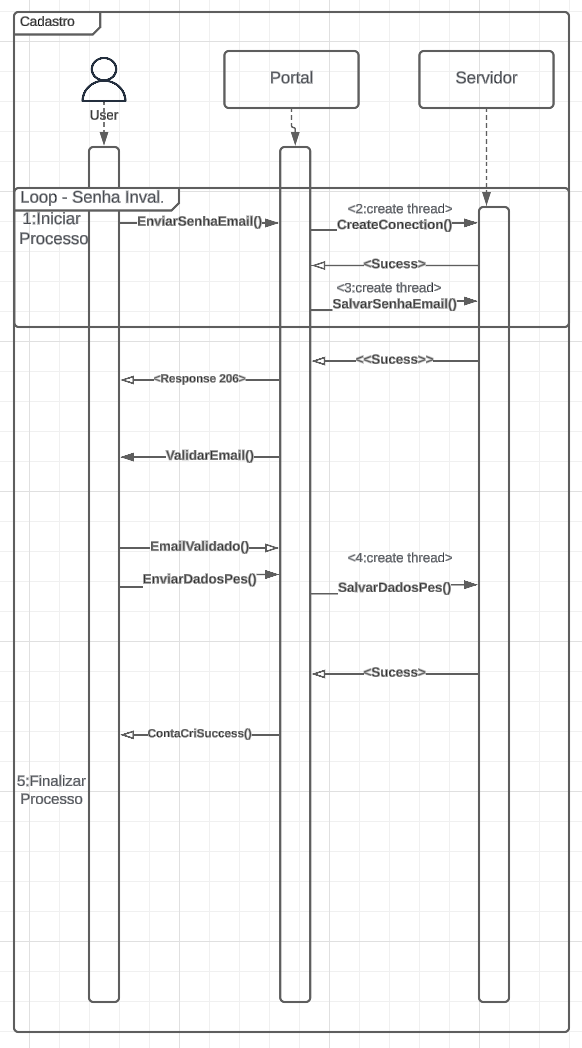 Cadastro
User
Portal
Servidor
Loop - Senha Inval.
1:Iniciar
Processo
EnviarSenhaEmail()
<2:create thread>
CreateConection()
<Sucess>
<3:create thread>
SalvarSenhaEmail()
<<Sucess>>
<Response 206>
ValidarEmail()
EmailValidado()
<4:create thread>
EnviarDadosPes()
SalvarDadosPes()
<Sucess>
ContaCriSuccess()
5:Finalizar
Processo